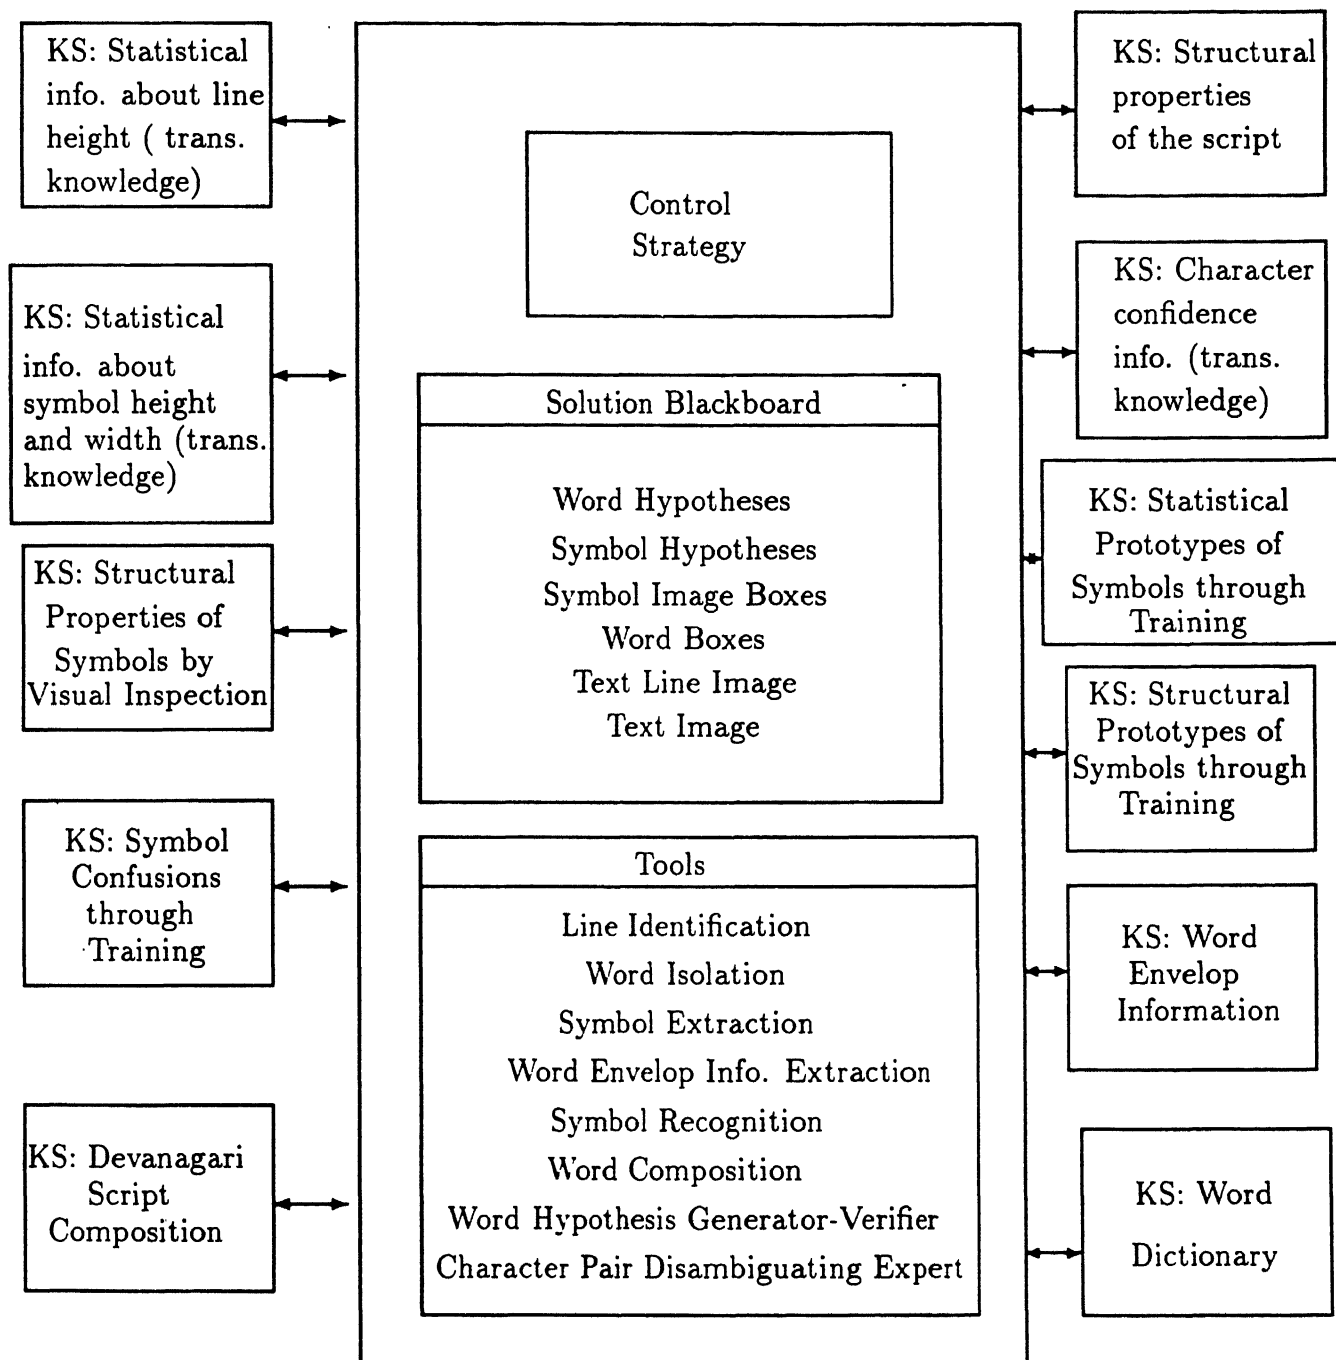 KS: Statistical
info. about line
height ( trans.
knowledge)
KS: Statistical
info. about
symbol height
and width (trans.
knowledge)
KS: Structural
Properties of
Symbols by
Visual Inspection
KS: Symbol
Confusions
through
Training
KS: Devanagari
Script
Composition
Control
Strategy
Solution Blackboard
Word Hypotheses
Symbol Hypotheses
Symbol Image Boxes
Word Boxes
Text Line Image
Text Image
Tools
Line Identification
Word Isolation
Symbol Extraction
Word Envelop Info. Extraction
Symbol Recognition
Word Composition
Word Hypothesis Generator-Verifier
Character Pair Disambiguating Expert
KS: Structural
properties
of the script
KS: Character
confidence
info. (trans.
knowledge)
KS: Statistical
Prototypes of
Symbols through
Training
KS: Structural
Prototypes of
Symbols through
Training
KS: Word
Envelop
Information
KS: Word
Dictionary